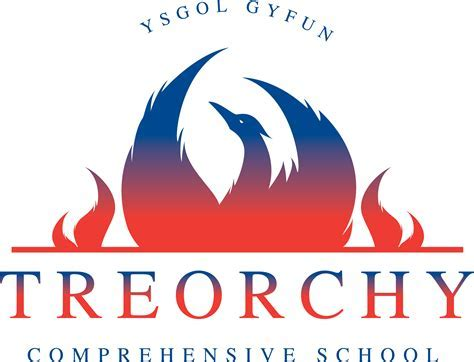 YSGOL GYFUN
TREORCHY
COMPREHENSIVE SCHOOL